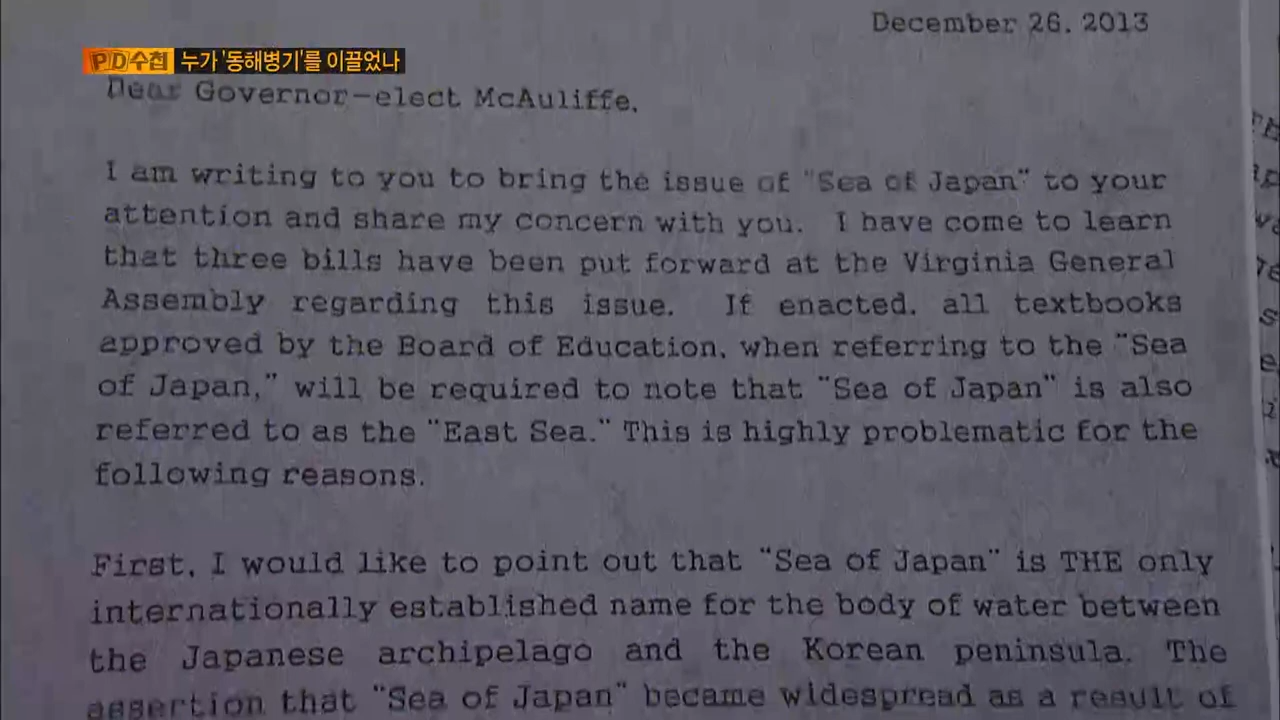 December 26, 2013
PD수첩 누가 '동해병기'를 이끌었나
Dear Governor-elect McAuliffe,
I am writing to you to bring the issue of "Sea of Japan" to your
attention and share my concern with you. I have come to learn
that three bills have been put forward at the Virginia General
Assembly regarding this issue. If enacted, all textbooks
approved by the Board of Education, when referring to the "Sea
of Japan," will be required to note that "Sea of Japan" is also
referred to as the "East Sea." This is highly problematic for the
following reasons.
First, I would like to point out that "Sea of Japan" is THE only
internationally established name for the body of water between
the Japanese archipelago and the Korean peninsula. The
assertion that "Sea of Japan" became widespread as a result of